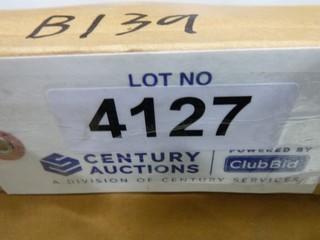 B139
LOT NO
4127
CENTURY AUCTIONS
POWERED BY
ClubBid
A DIVISION OF CENTURY SERVICES